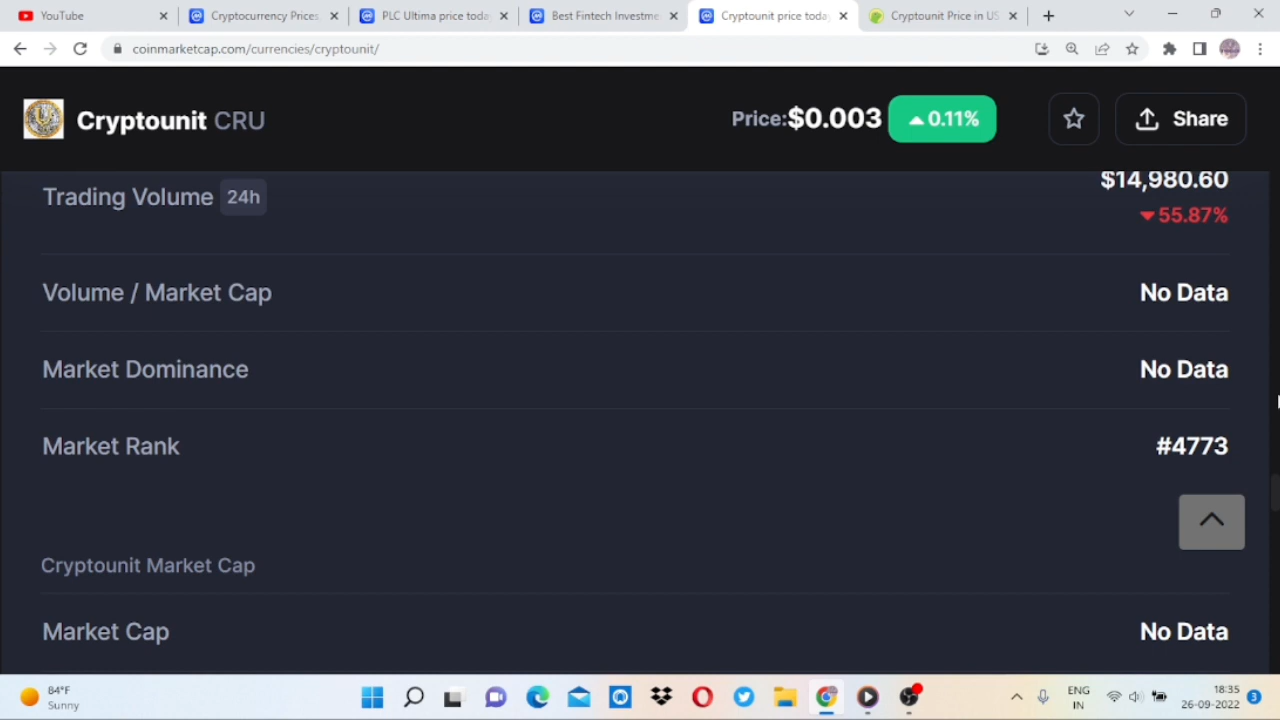 YouTube
Cryptocurrency Prices
PLC Ultima price toda
Best Fintech Investme
Cryptounit price toda
Cryptounit Price in US
coinmarketcap.com/currencies/cryptounit/
Cryptounit CRU
Price:$0.003
0.11%
Share
Trading Volume 24h
$14,980.60
55.87%
Volume / Market Cap
No Data
Market Dominance
No Data
Market Rank
#4773
Cryptounit Market Cap
Market Cap
No Data
84°F
Sunny
ENG
IN
18:35
26-09-2022
3